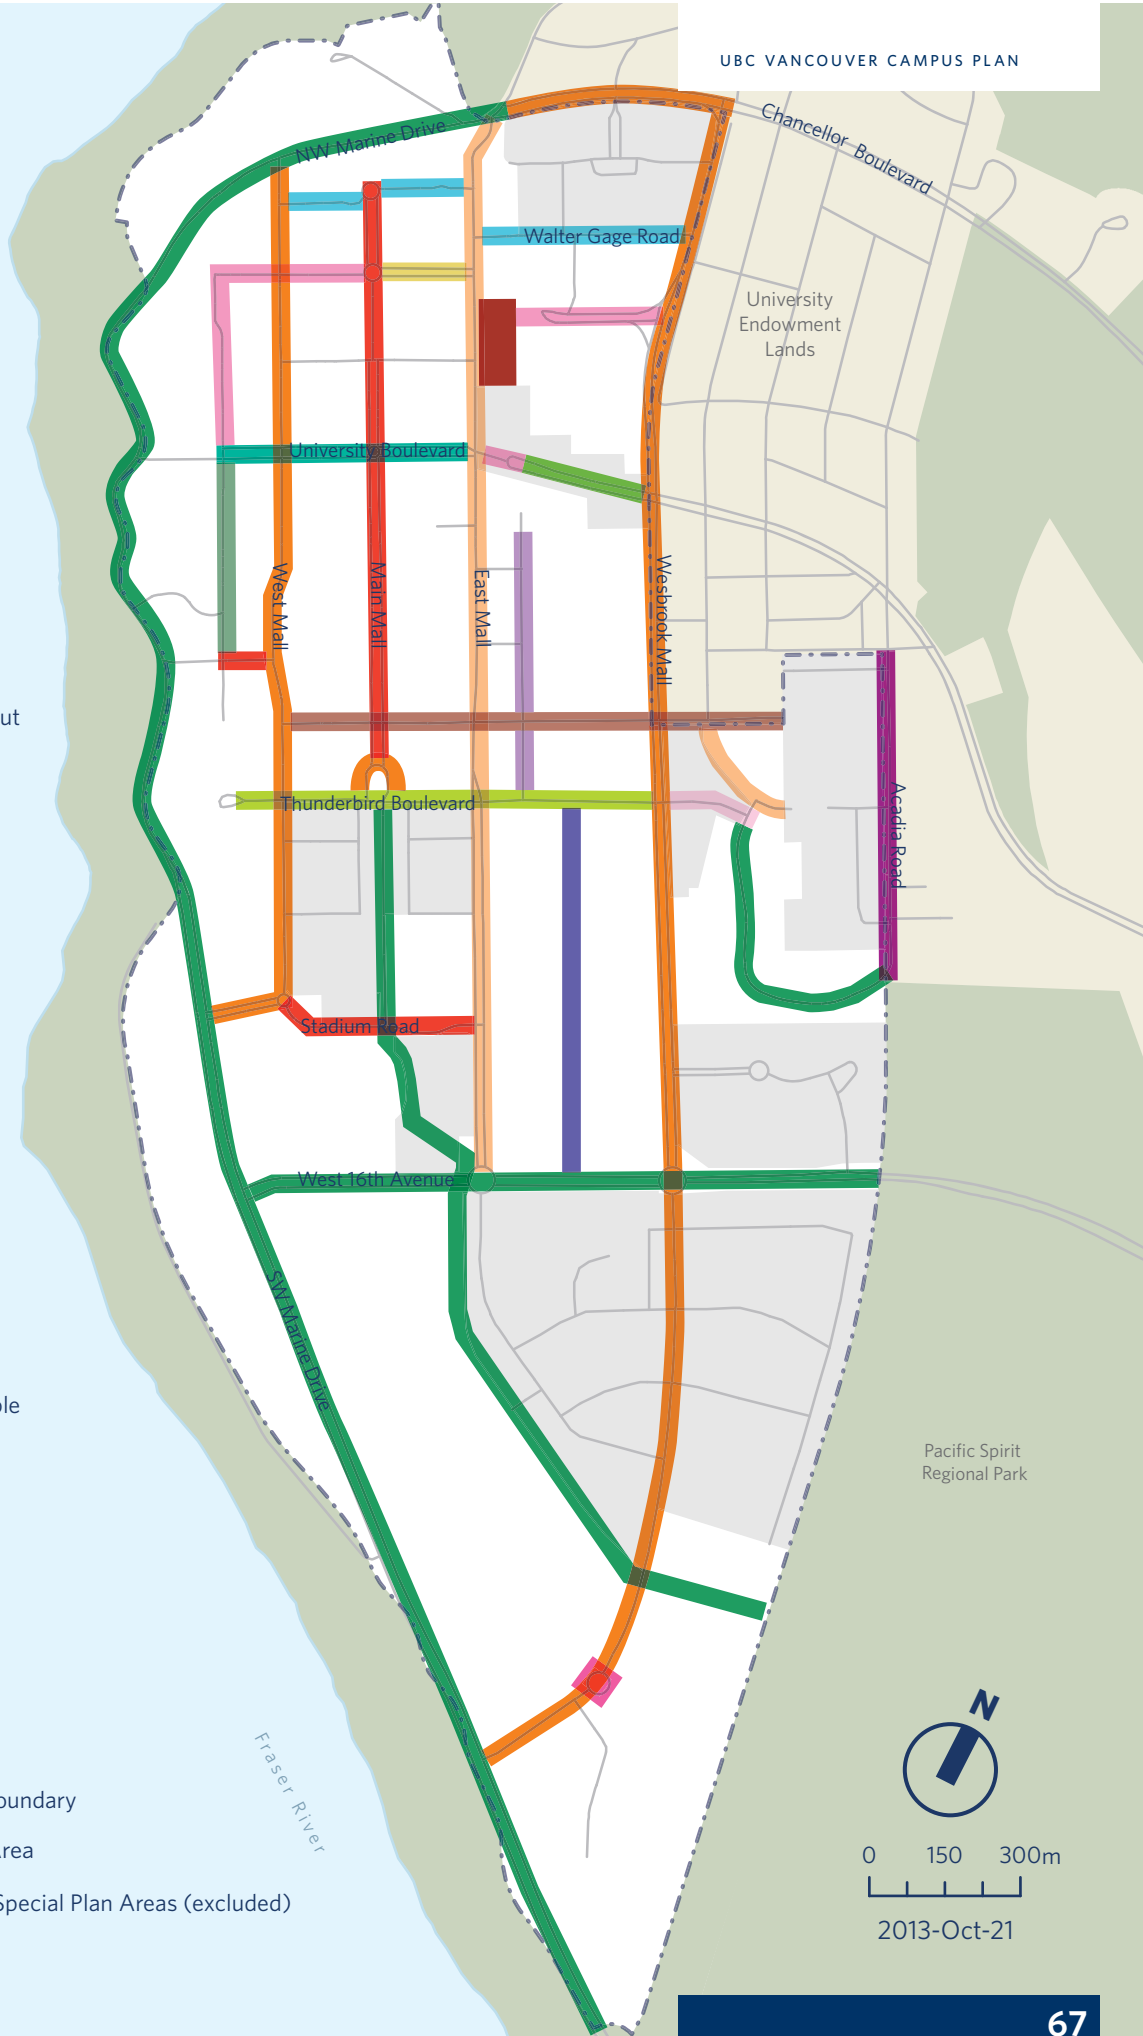 UBC VANCOUVER CAMPUS PLAN
Chancellor Boulevard
NW Marine Drive
Walter Gage Road
University
Endowment
Lands
University Boulevard
West Mall
Main Mall
East Mall
Wesbrook Mall
ut
Thunderbird Boulevard
Acadia Road
Stadium Road
West 16th Avenue
SW Marine Drive
ole
Pacific Spirit
Regional Park
N
Fraser River
oundary
rea
0 150 300m
Special Plan Areas (excluded)
2013-Oct-21
67